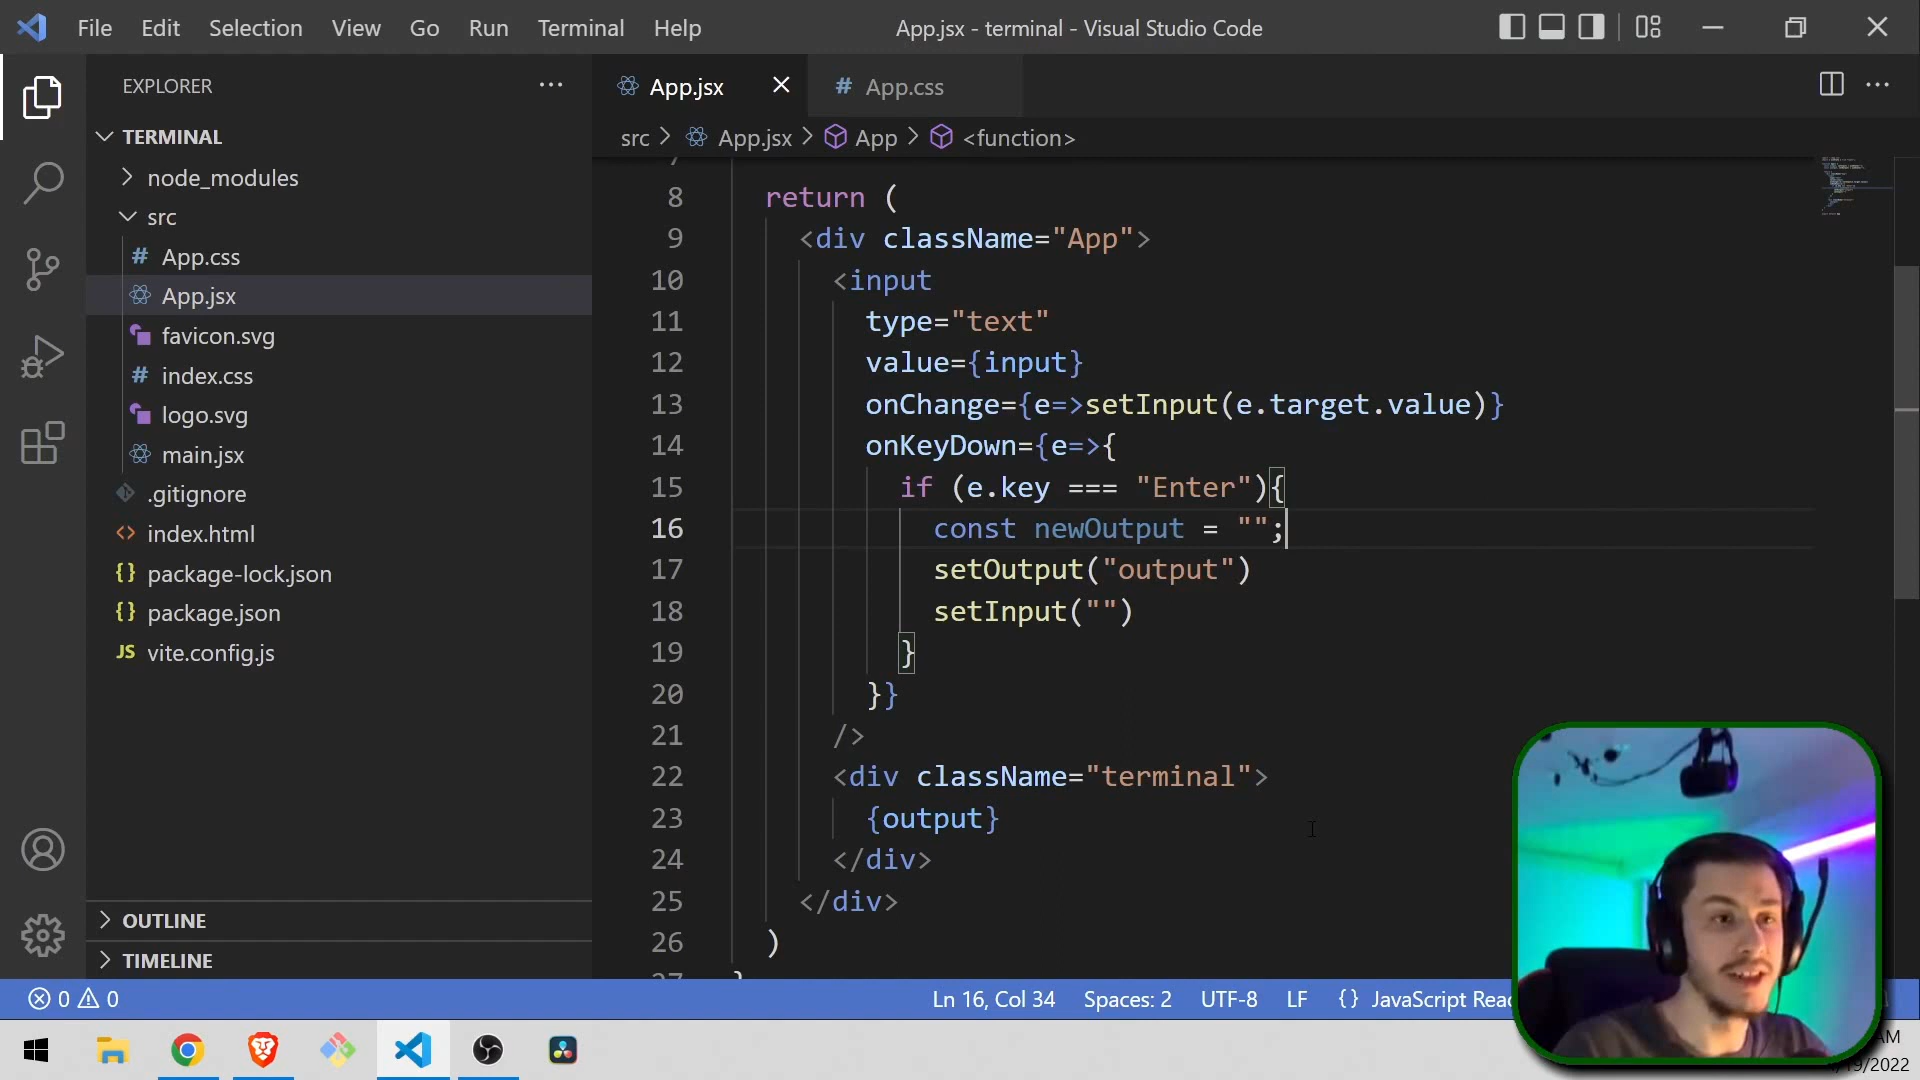 File Edit Selection View Go Run Terminal Help
App.jsx - terminal - Visual Studio Code
EXPLORER
TERMINAL
node_modules
src
# App.css
App.jsx
favicon.svg
# index.css
logo.svg
main.jsx
.gitignore
<> index.html
{} package-lock.json
{} package.json
JS vite.config.js
OUTLINE
TIMELINE
App.jsx
# App.css
src > App.jsx > App > <function>
8 return (
9 <div className="App">
10 <input
11 type="text"
12 value={input}
13 onChange={e=>setInput(e.target.value)}
14 onKeyDown={e=>{
15 if (e.key === "Enter"){
16 const newOutput = "";
17 setOutput("output")
18 setInput("")
19 }
20 }}
21 />
22 <div className="terminal">
23 {output}
24 </div>
25 </div>
26 )
0 0
Ln 16, Col 34 Spaces: 2 UTF-8 LF {} JavaScript
AM
19/2022